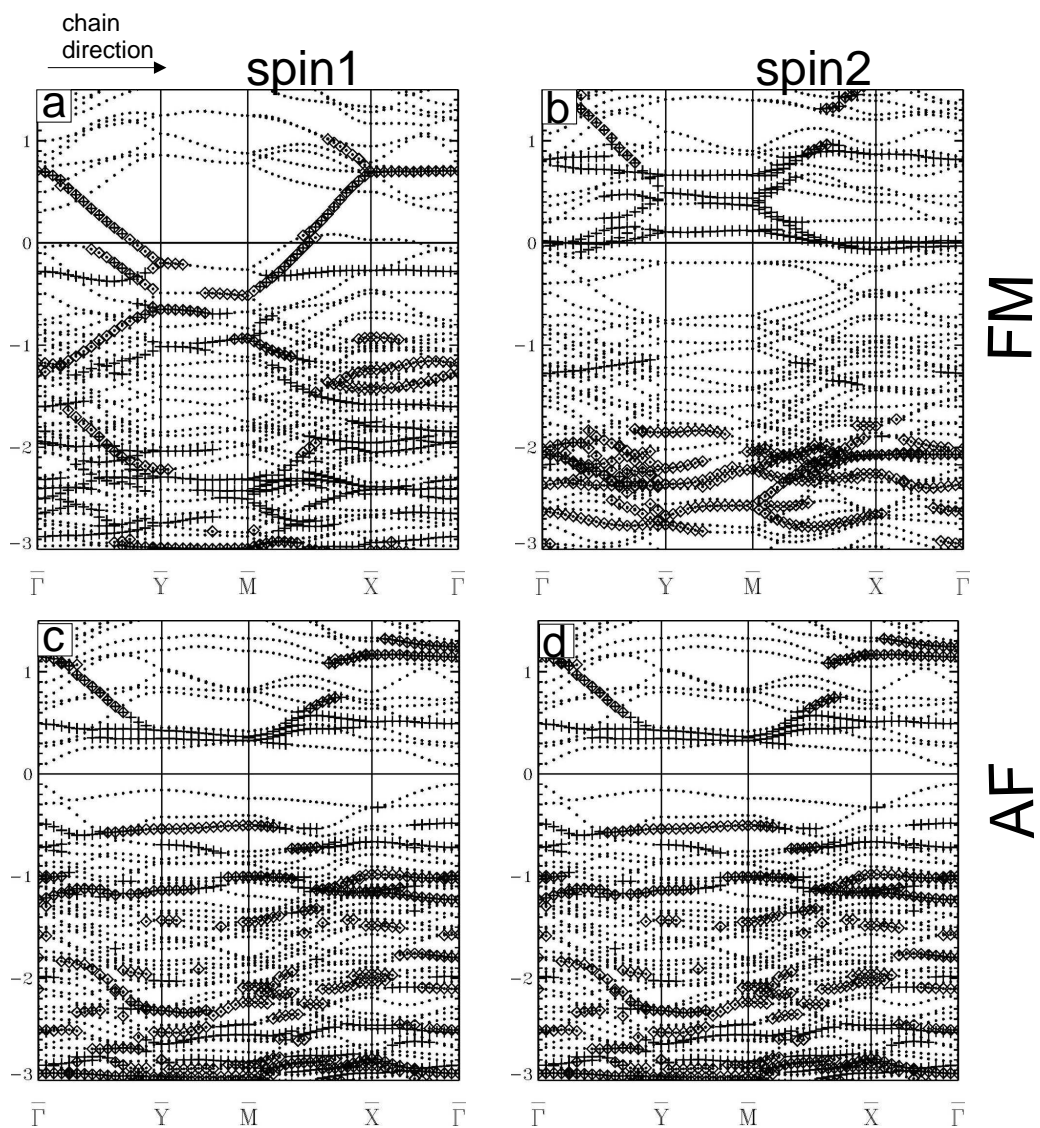 chain
direction
spin1
spin2
a
b
1
0
−1
−2
−3
1
0
−1
−2
−3
Γ̅ Y̅ M̅ X̅ Γ̅
Γ̅ Y̅ M̅ X̅ Γ̅
FM
c
d
1
0
−1
−2
−3
1
0
−1
−2
−3
Γ̅ Y̅ M̅ X̅ Γ̅
Γ̅ Y̅ M̅ X̅ Γ̅
AF